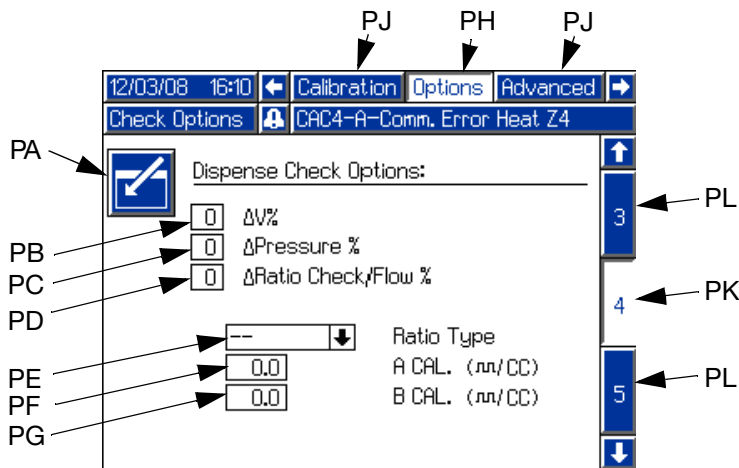 PJ PH PJ
12/03/08 16:10 Calibration Options Advanced
Check Options CAC4-A-Comm. Error Heat Z4
PA
Dispense Check Options:
3 PL
PB 0 ΔV%
PC 0 ΔPressure %
PD 0 ΔRatio Check/Flow %
4 PK
PE -- Ratio Type
PF 0.0 A CAL. (/CC)
PG 0.0 B CAL. (/CC)
5 PL